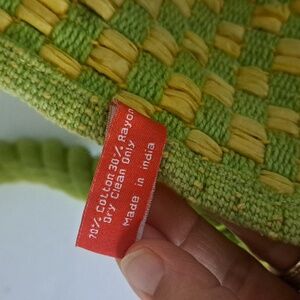 70% Cotton 30% Rayon
Dry Clean Only
Made in india